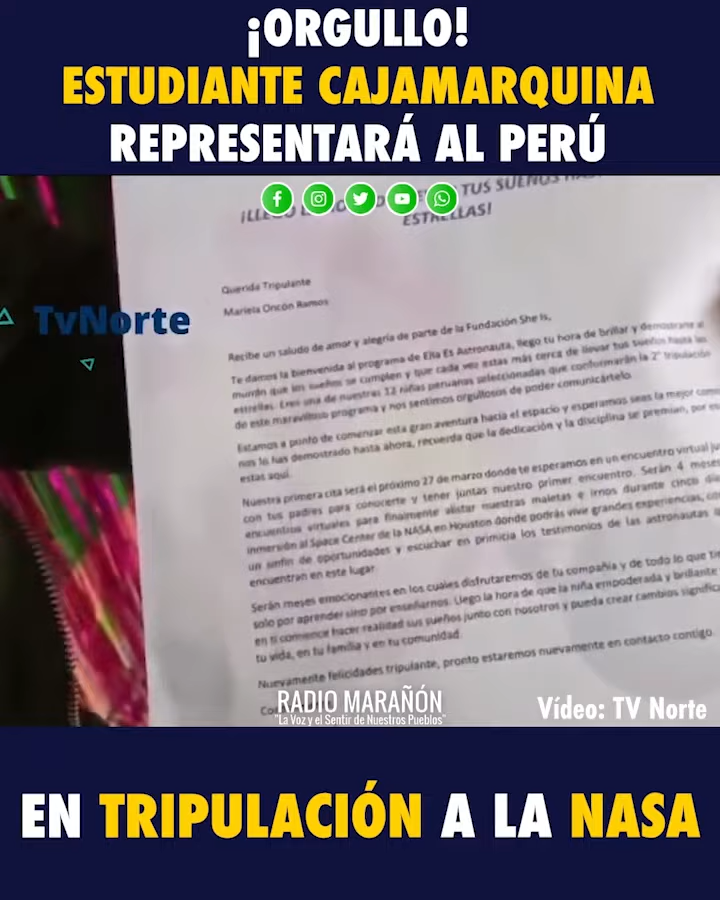 ¡ORGULLO!
ESTUDIANTE CAJAMARQUINA
REPRESENTARÁ AL PERÚ
TUS SUEÑOS
ESTRELLAS!
TvNorte
Querida Tripulante
Mariela Oncón Ramos
Recibe un saludo de amor y alegría de parte de la Fundación She Is,
Te damos la bienvenida al programa de Ella Es Astronauta, llego tu hora de brillar y demostrarle al
mundo que los sueños se cumplen y que cada vez estas más cerca de llevar tus sueños hasta las
estrellas. Eres una de nuestras 12 niñas peruanas seleccionadas que conformarán la 2° tripulación
de este maravilloso programa y nos sentimos orgullosos de poder comunicártelo.
Estamos a punto de comenzar esta gran aventura hacia el espacio y esperamos seas la mejor
nos lo has demostrado hasta ahora, recuerda que la dedicación y la disciplina se premian, por
estas aquí.
Nuestra primera cita será el próximo 27 de marzo donde te esperamos en un encuentro virtual
con tus padres para conocerte y tener juntas nuestro primer encuentro. Serán 4 meses
encuentros virtuales para finalmente alistar nuestras maletas e irnos durante cinco
inmersión al Space Center de la NASA en Houston donde podrás vivir grandes experiencias,
un sinfín de oportunidades y escuchar en primicia los testimonios de las astronautas
encuentran en este lugar.
Serán meses emocionantes en los cuales disfrutaremos de tu compañía y de todo lo que
solo por aprender sino por enseñarnos. Llego la hora de que la niña empoderada y brillante
en ti comience hacer realidad sus sueños junto con nosotros y pueda crear cambios
tu vida, en tu familia y en tu comunidad.
Nuevamente felicidades tripulante, pronto estaremos nuevamente en contacto contigo.
RADIO MARAÑÓN
"La Voz y el Sentir de Nuestros Pueblos"
Vídeo: TV Norte
EN TRIPULACIÓN A LA NASA